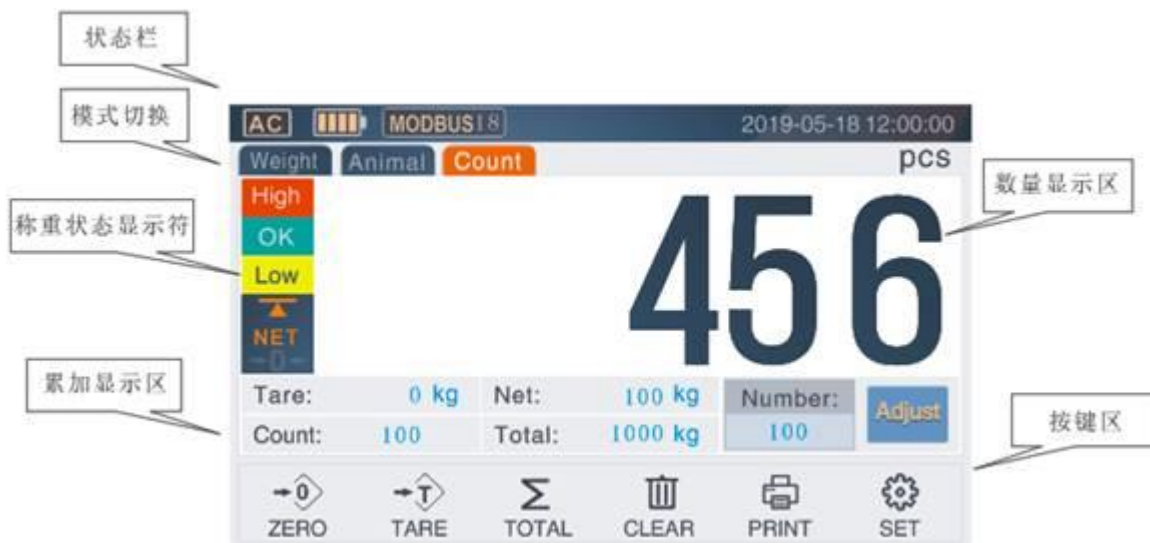 状态栏
模式切换
称重状态显示符
累加显示区
AC MODBUS18 2019-05-18 12:00:00
Weight Animal Count pcs
High
OK
Low
NET
→0←
456
数量显示区
Tare: 0 kg Net: 100 kg Number: Adjust
Count: 100 Total: 1000 kg 100
按键区
→0 →T Σ
ZERO TARE TOTAL CLEAR PRINT SET